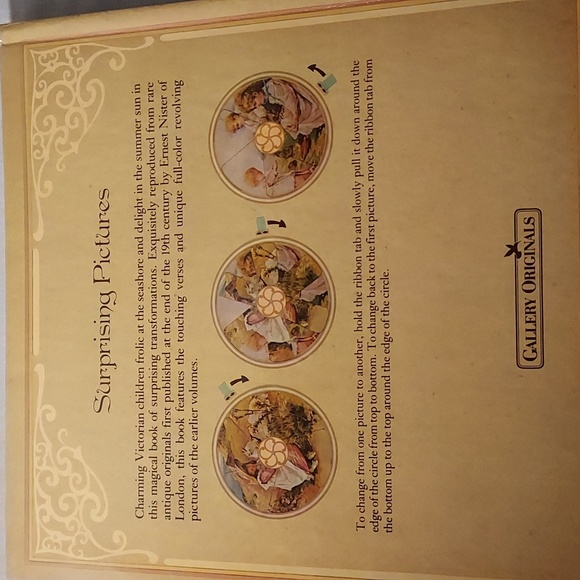 Surprising Pictures
Charming Victorian children frolic at the seashore and delight in the summer sun in
this magical book of surprising transformations. Exquisitely reproduced from rare
antique originals first published at the end of the 19th century by Ernest Nister of
London, this book features the touching verses and unique full-color revolving
pictures of the earlier volumes.
To change from one picture to another, hold the ribbon tab and slowly pull it down around the
edge of the circle from top to bottom. To change back to the first picture, move the ribbon tab from
the bottom up to the top around the edge of the circle.
GALLERY ORIGINALS